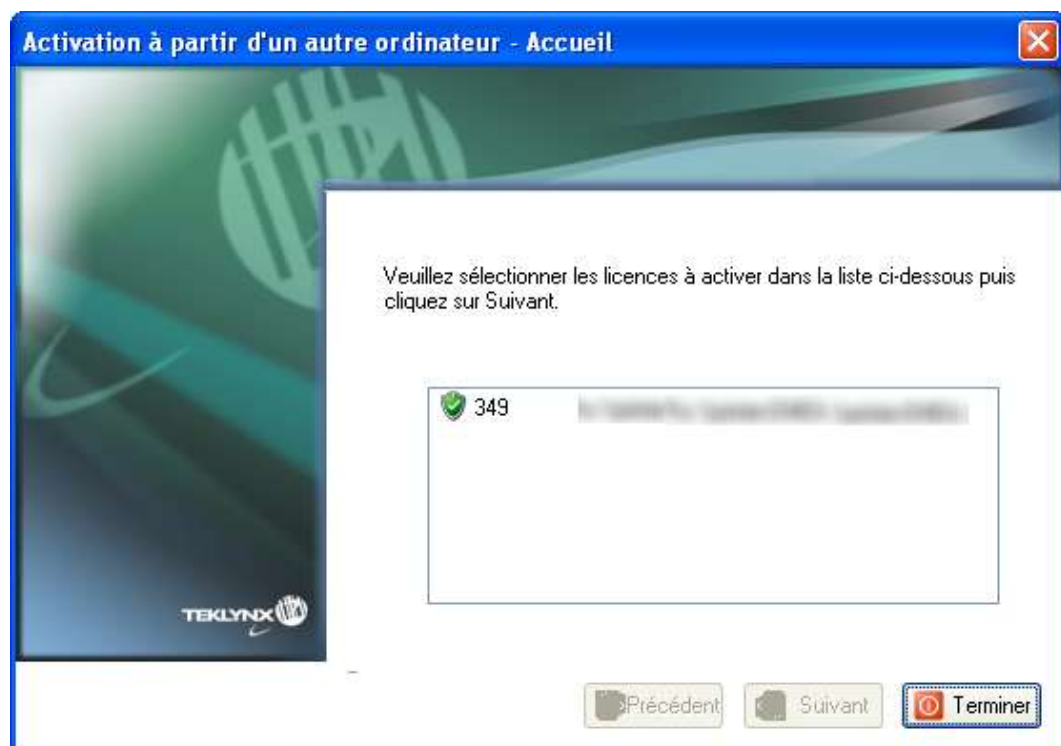 Activation à partir d'un autre ordinateur - Accueil
Veuillez sélectionner les licences à activer dans la liste ci-dessous puis
cliquez sur Suivant.
349
TEKLYNX
Précédent
Suivant
Terminer